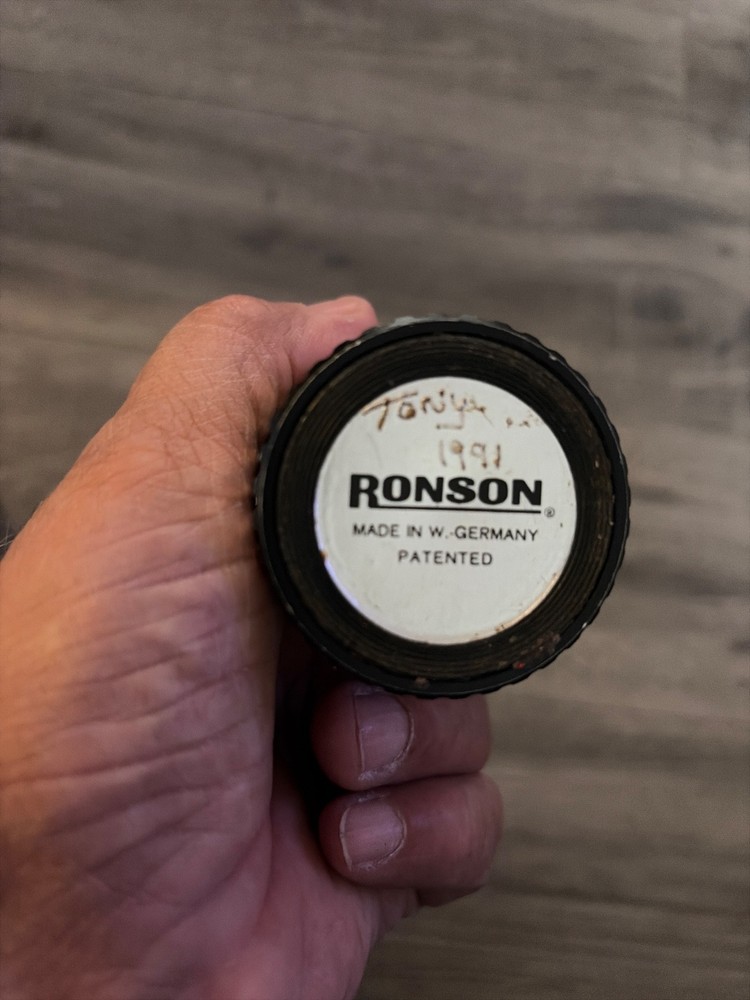 Tonya
1991
RONSON®
MADE IN W.-GERMANY
PATENTED